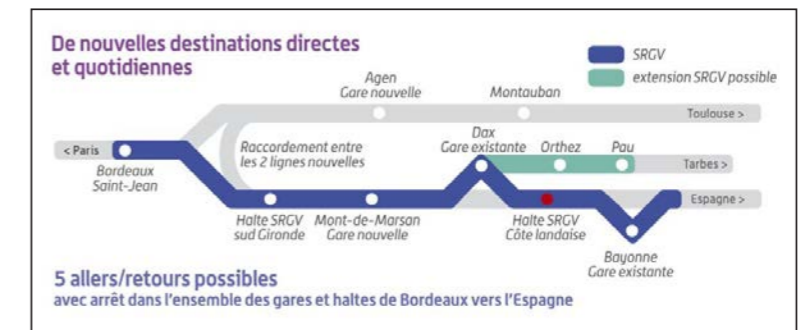 De nouvelles destinations directes
et quotidiennes
SRGV
extension SRGV possible
Agen
Gare nouvelle
Montauban
Toulouse >
< Paris
Bordeaux
Saint-Jean
Raccordement entre
les 2 lignes nouvelles
Dax
Gare existante
Orthez
Pau
Tarbes >
Espagne >
Halte SRGV
sud Gironde
Mont-de-Marsan
Gare nouvelle
Halte SRGV
Côte landaise
Bayonne
Gare existante
5 allers/retours possibles
avec arrêt dans l'ensemble des gares et haltes de Bordeaux vers l'Espagne